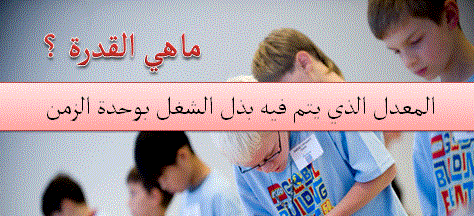 ماهي القدرة ؟
المعدل الذي يتم فيه بذل الشغل بوحدة الزمن